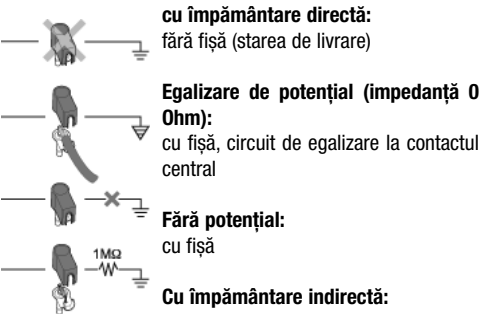 cu împământare directă:
fără fișă (starea de livrare)
Egalizare de potențial (impedanță 0
Ohm):
cu fișă, circuit de egalizare la contactul
central
Fără potențial:
cu fișă
1MΩ
Cu împământare indirectă: